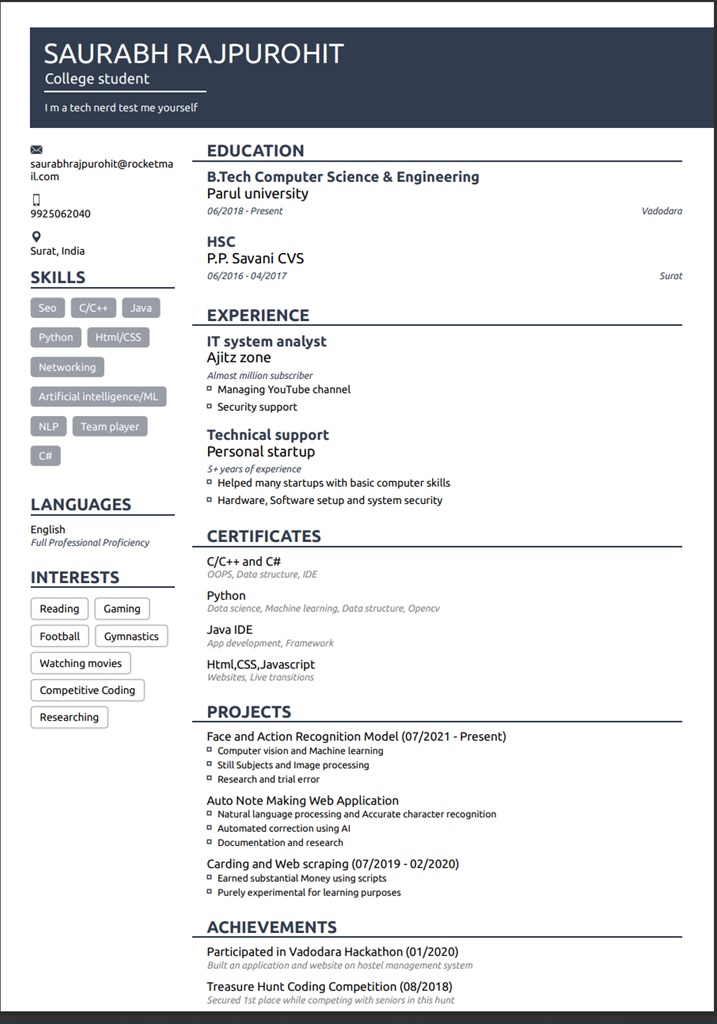 SAURABH RAJPUROHIT
College student
I m a tech nerd test me yourself
saurabhrajpurohit@rocketma
il.com
9925062040
Surat, India
SKILLS
Seo C/C++ Java
Python Html/CSS
Networking
Artificial intelligence/ML
NLP Team player
C#
LANGUAGES
English
Full Professional Proficiency
INTERESTS
Reading Gaming
Football Gymnastics
Watching movies
Competitive Coding
Researching
EDUCATION
B.Tech Computer Science & Engineering
Parul university
06/2018 - Present Vadodara
HSC
P.P. Savani CVS
06/2016 - 04/2017 Surat
EXPERIENCE
IT system analyst
Ajitz zone
Almost million subscriber
Managing YouTube channel
Security support
Technical support
Personal startup
5+ years of experience
Helped many startups with basic computer skills
Hardware, Software setup and system security
CERTIFICATES
C/C++ and C#
OOPS, Data structure, IDE
Python
Data science, Machine learning, Data structure, Opencv
Java IDE
App development, Framework
Html,CSS,Javascript
Websites, Live transitions
PROJECTS
Face and Action Recognition Model (07/2021 - Present)
Computer vision and Machine learning
Still Subjects and Image processing
Research and trial error
Auto Note Making Web Application
Natural language processing and Accurate character recognition
Automated correction using AI
Documentation and research
Carding and Web scraping (07/2019 - 02/2020)
Earned substantial Money using scripts
Purely experimental for learning purposes
ACHIEVEMENTS
Participated in Vadodara Hackathon (01/2020)
Built an application and website on hostel management system
Treasure Hunt Coding Competition (08/2018)
Secured 1st place while competing with seniors in this hunt